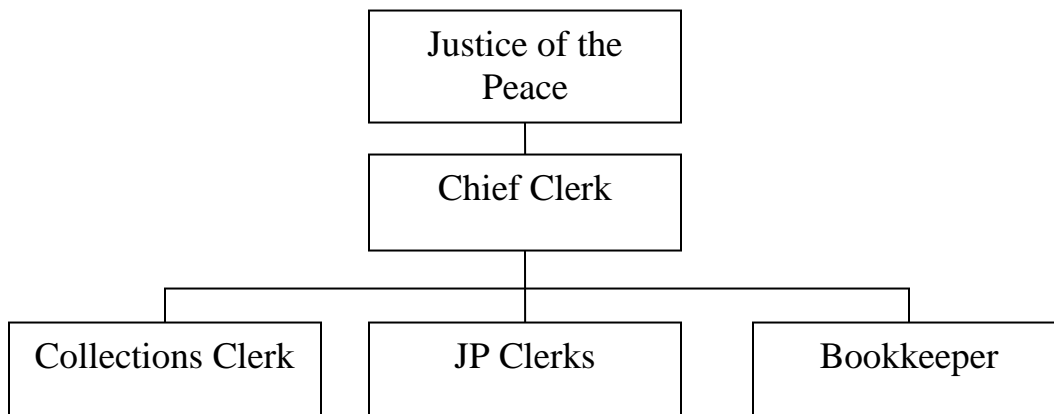 Justice of the
Peace
Chief Clerk
Collections Clerk
JP Clerks
Bookkeeper